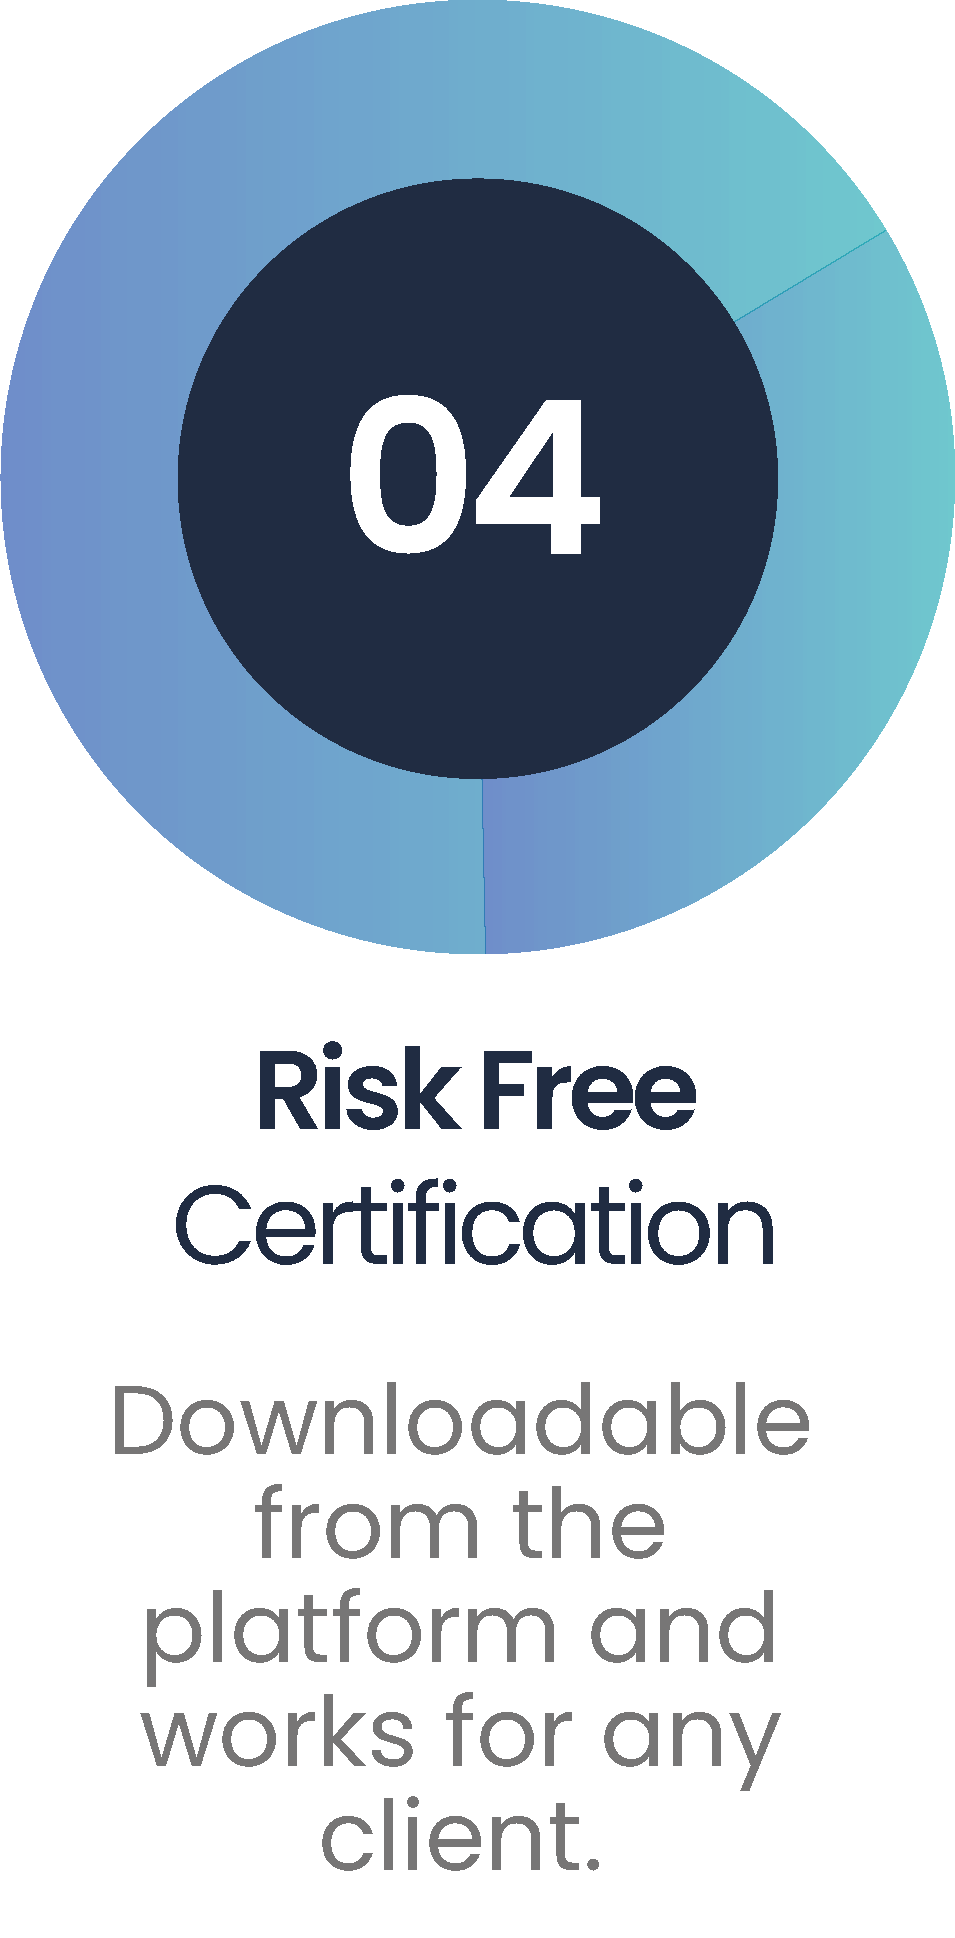 04
Risk Free
Certification
Downloadable
from the
platform and
works for any
client.